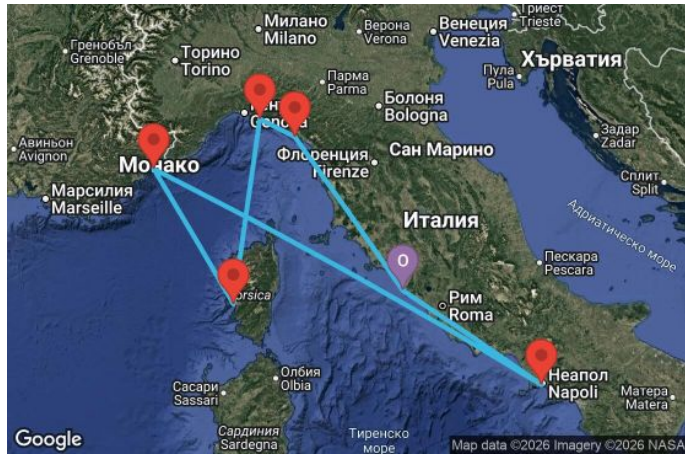 Милано
Milano
Триест
Trieste
Верона
Verona
Венеция
Venezia
Гренобъл
Grenoble
Торино
Torino
Хърватия
Пула
Pula
Парма
Parma
Болоня
Bologna
Genova
Авиньон
Avignon
Монако
Флоренция
Firenze
Сан Марино
Задар
Zadar
Марсилия
Marseille
Сплит
Split
Италия
Адриатическо море
O
Пескара
Pescara
Corsica
Рим
Roma
Олбия
Olbia
Сасари
Sassari
Неапол
Napoli
Матера
Matera
Сардиния
Sardegna
Тиренско
море
Google
Map data ©2026 Imagery ©2026 NASA